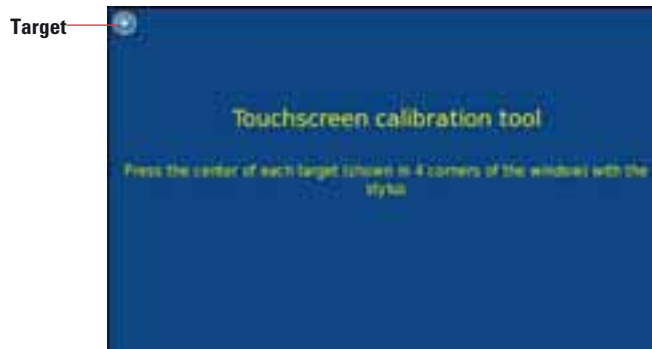 Target
Touchscreen calibration tool
Press the center of each target (shown in 4 corners of the window) with the
stylus